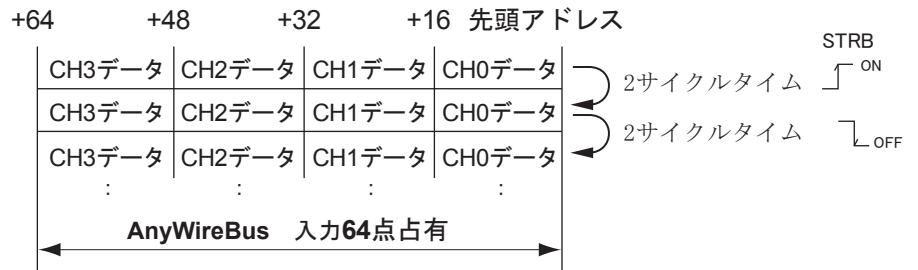 +64 +48 +32 +16 先頭アドレス
STRB
CH3データ CH2データ CH1データ CH0データ 2サイクルタイム ON
CH3データ CH2データ CH1データ CH0データ 2サイクルタイム OFF
CH3データ CH2データ CH1データ CH0データ
: : : :
AnyWireBus 入力64点占有